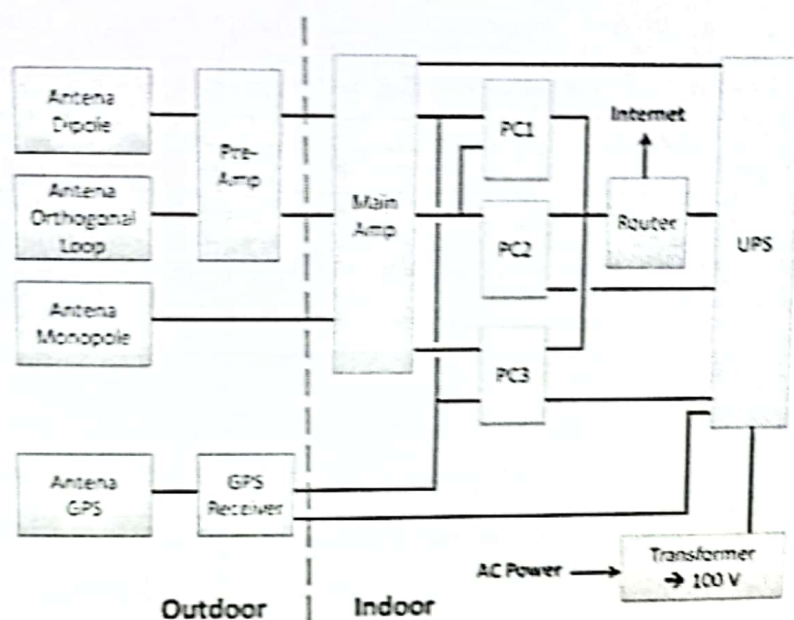 Antena
Dipole
Pre-
Amp
Antena
Orthogonal
Loop
Antena
Monopole
Antena
GPS
GPS
Receiver
Main
Amp
PC1
PC2
PC3
Internet
Router
UPS
AC Power
Transformer
→ 100 V
Outdoor
Indoor